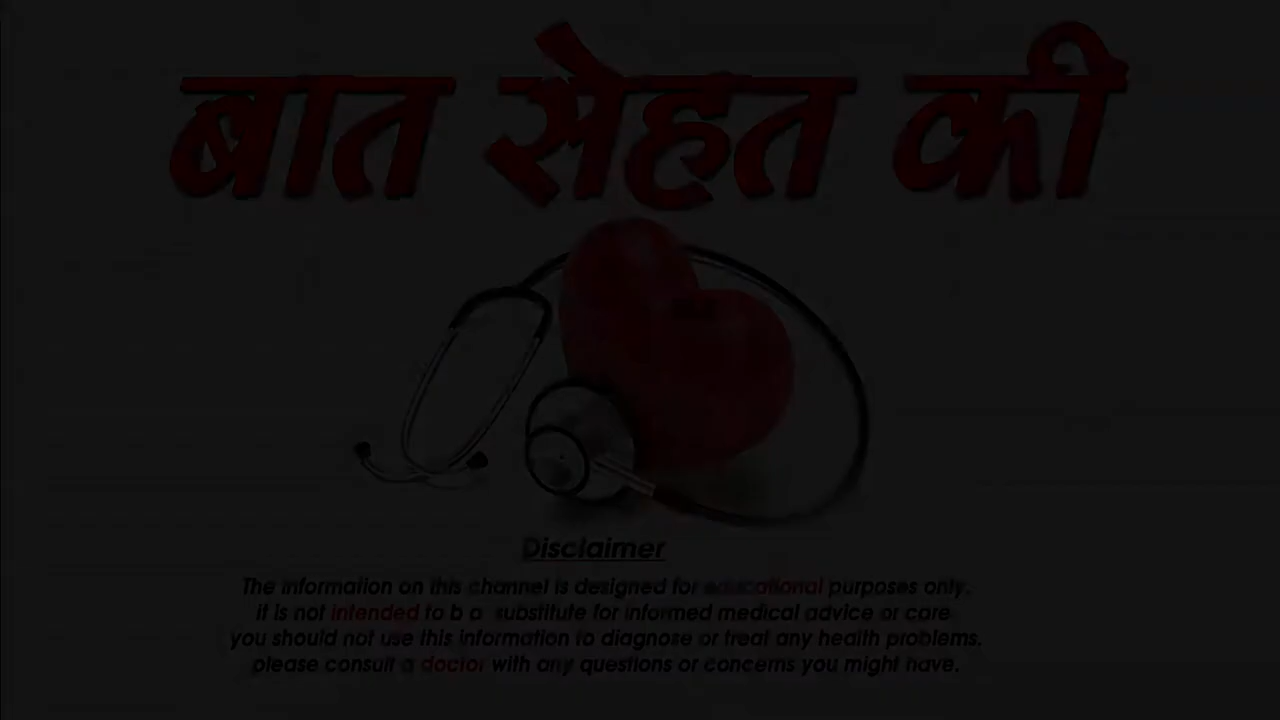 बात सेहत की
Disclaimer
The information on this channel is designed for educational purposes only.
it is not intended to b a substitute for informed medical advice or care
you should not use this information to diagnose or treat any health problems.
please consult a doctor with any questions or concerns you might have.